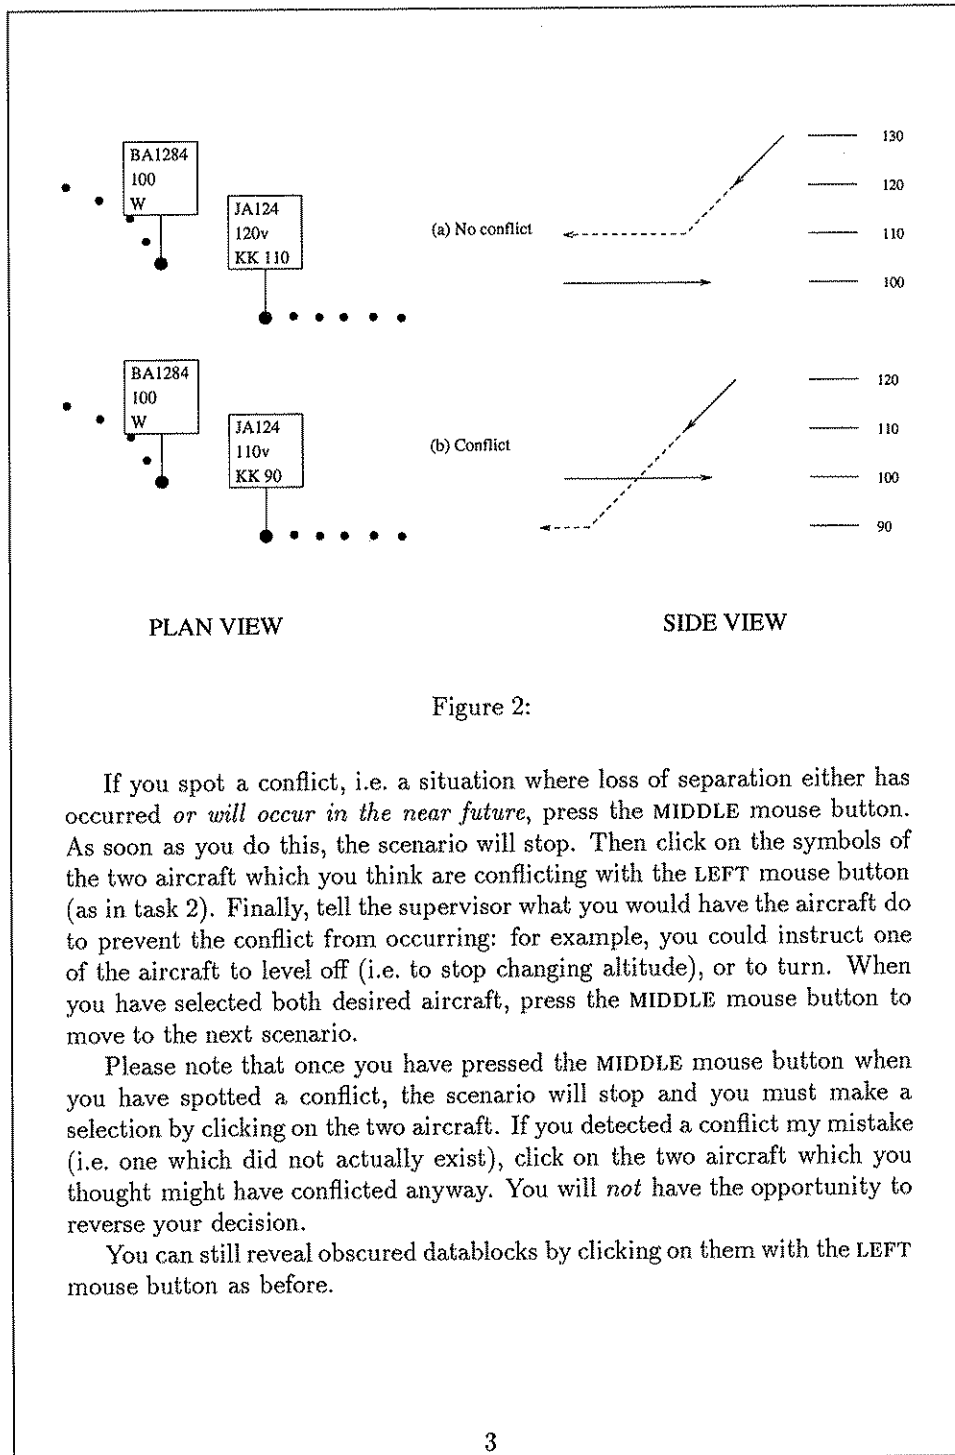 BA1284
100
W
JA124
120v
KK 110
(a) No conflict
130
120
110
100
BA1284
100
W
JA124
110v
KK 90
(b) Conflict
120
110
100
90
PLAN VIEW
SIDE VIEW
Figure 2:
If you spot a conflict, i.e. a situation where loss of separation either has
occurred or will occur in the near future, press the MIDDLE mouse button.
As soon as you do this, the scenario will stop. Then click on the symbols of
the two aircraft which you think are conflicting with the LEFT mouse button
(as in task 2). Finally, tell the supervisor what you would have the aircraft do
to prevent the conflict from occurring: for example, you could instruct one
of the aircraft to level off (i.e. to stop changing altitude), or to turn. When
you have selected both desired aircraft, press the MIDDLE mouse button to
move to the next scenario.
Please note that once you have pressed the MIDDLE mouse button when
you have spotted a conflict, the scenario will stop and you must make a
selection by clicking on the two aircraft. If you detected a conflict my mistake
(i.e. one which did not actually exist), click on the two aircraft which you
thought might have conflicted anyway. You will not have the opportunity to
reverse your decision.
You can still reveal obscured datablocks by clicking on them with the LEFT
mouse button as before.
3